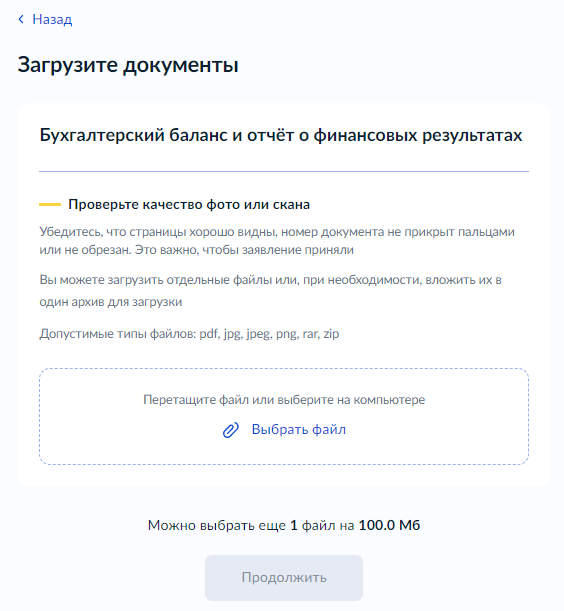 Назад
Загрузите документы
Бухгалтерский баланс и отчёт о финансовых результатах
Проверьте качество фото или скана
Убедитесь, что страницы хорошо видны, номер документа не прикрыт пальцами
или не обрезан. Это важно, чтобы заявление приняли
Вы можете загрузить отдельные файлы или, при необходимости, вложить их в
один архив для загрузки
Допустимые типы файлов: pdf, jpg, jpeg, png, rar, zip
Перетащите файл или выберите на компьютере
Выбрать файл
Можно выбрать еще 1 файл на 100.0 Мб
Продолжить